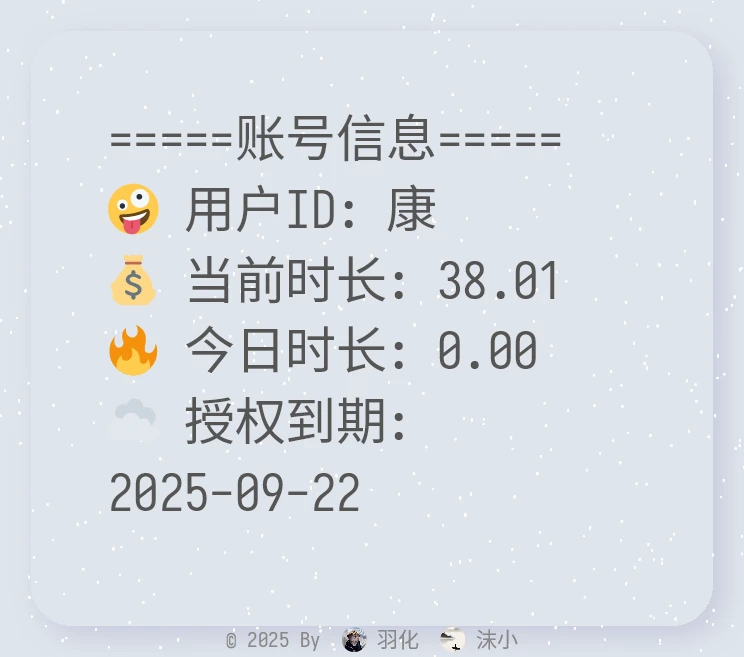 =====账号信息=====
🤪 用户ID: 康
💰 当前时长: 38.01
🔥 今日时长: 0.00
☁️ 授权到期:
2025-09-22
© 2025 By 羽化 沫小